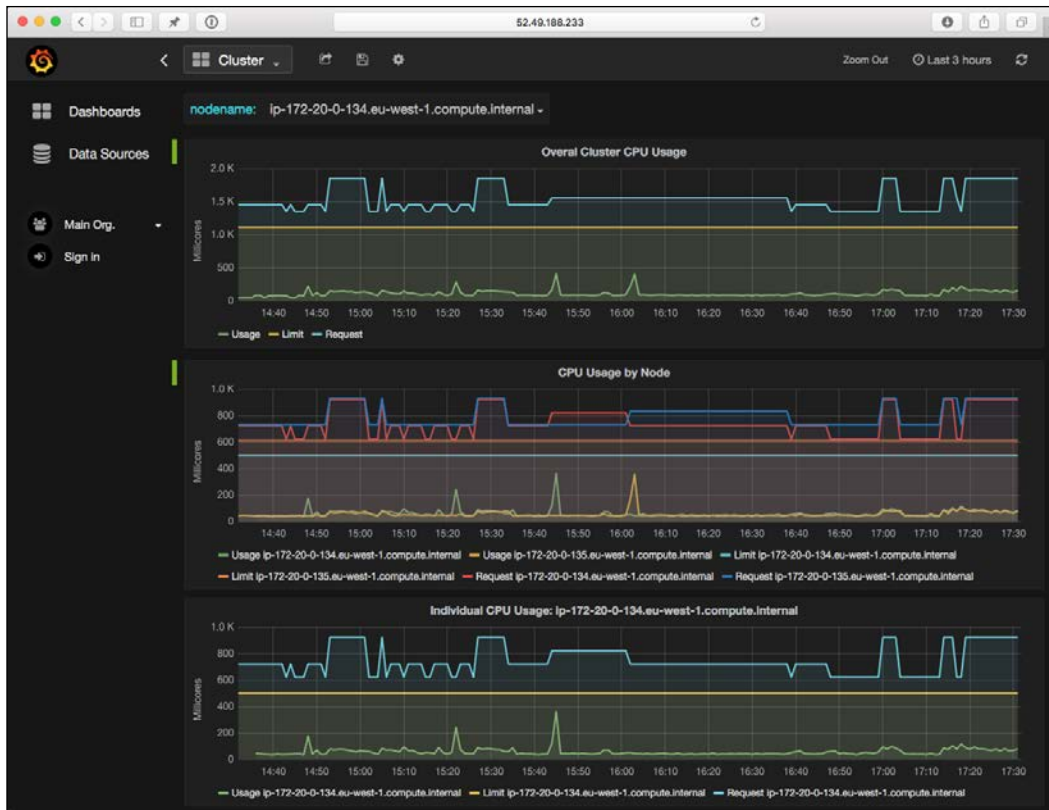 52.49.188.233
Cluster
Zoom Out
Last 3 hours
Dashboards
Data Sources
Main Org.
Sign in
nodename: ip-172-20-0-134.eu-west-1.compute.internal
Overal Cluster CPU Usage
2.0 K
1.5 K
1.0 K
500
0
Millicores
14:40 14:50 15:00 15:10 15:20 15:30 15:40 15:50 16:00 16:10 16:20 16:30 16:40 16:50 17:00 17:10 17:20 17:30
Usage Limit Request
CPU Usage by Node
1.0 K
800
600
400
200
0
Millicores
14:40 14:50 15:00 15:10 15:20 15:30 15:40 15:50 16:00 16:10 16:20 16:30 16:40 16:50 17:00 17:10 17:20 17:30
Usage ip-172-20-0-134.eu-west-1.compute.internal Usage ip-172-20-0-135.eu-west-1.compute.internal Limit ip-172-20-0-134.eu-west-1.compute.internal
Limit ip-172-20-0-135.eu-west-1.compute.internal Request ip-172-20-0-134.eu-west-1.compute.internal Request ip-172-20-0-135.eu-west-1.compute.internal
Individual CPU Usage: ip-172-20-0-134.eu-west-1.compute.internal
1.0 K
800
600
400
200
0
Millicores
14:40 14:50 15:00 15:10 15:20 15:30 15:40 15:50 16:00 16:10 16:20 16:30 16:40 16:50 17:00 17:10 17:20 17:30
Usage ip-172-20-0-134.eu-west-1.compute.internal Limit ip-172-20-0-134.eu-west-1.compute.internal Request ip-172-20-0-134.eu-west-1.compute.internal